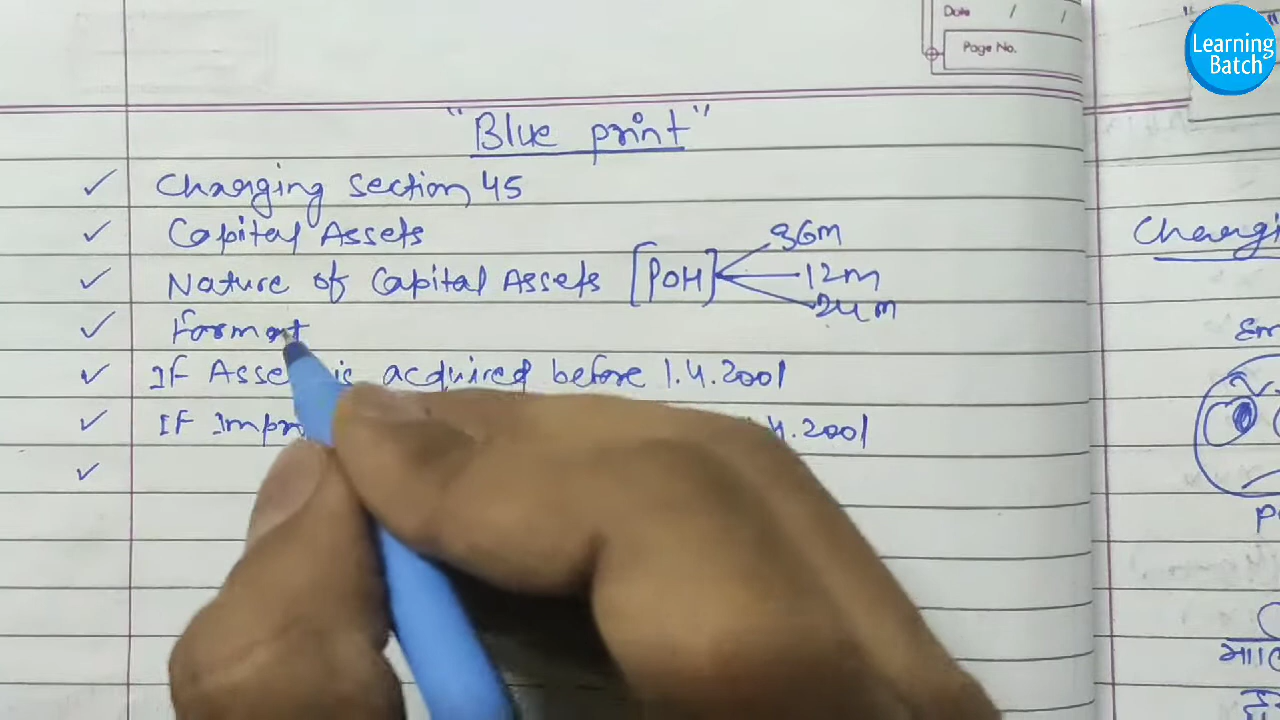 Date / /
Page No.
Learning
Batch
"Blue print"
✓ Charging section 45
✓ Capital Assets
✓ Nature of Capital Assets [POH]
36m
12m
24m
✓ Format
✓ If Asse is acquired before 1.4.2001
✓ If Impr 4.2001
✓
Chargi